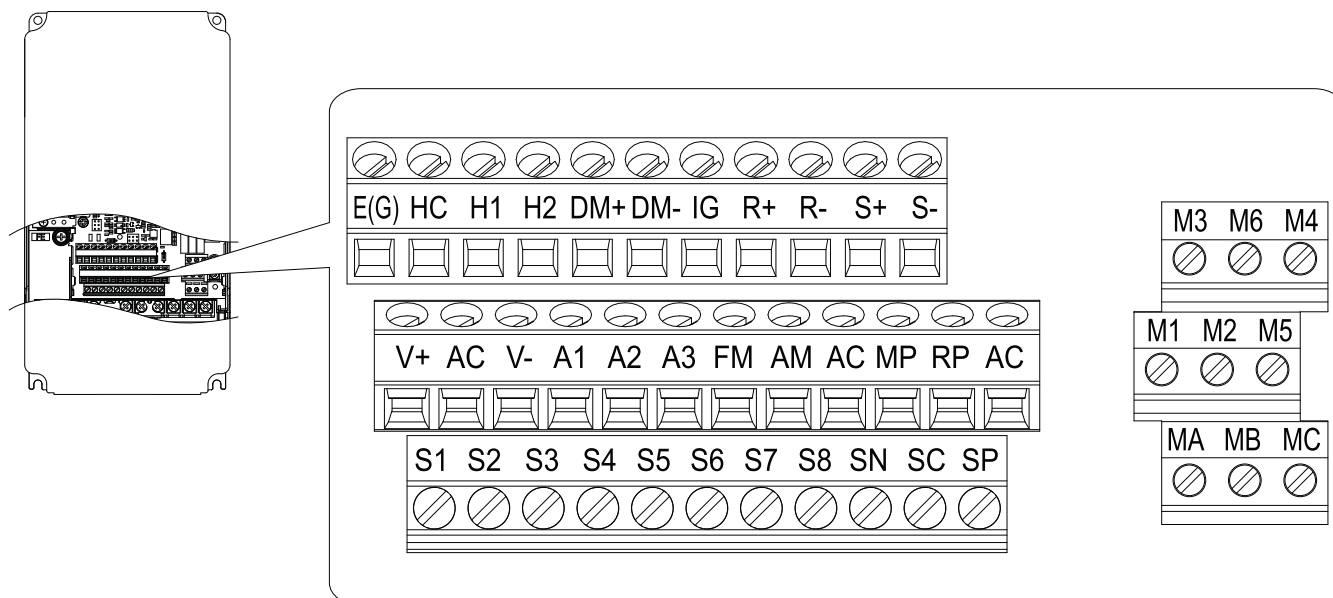 E(G) HC H1 H2 DM+ DM- IG R+ R- S+ S-
V+ AC V- A1 A2 A3 FM AM AC MP RP AC
S1 S2 S3 S4 S5 S6 S7 S8 SN SC SP
M3 M6 M4
M1 M2 M5
MA MB MC
PE